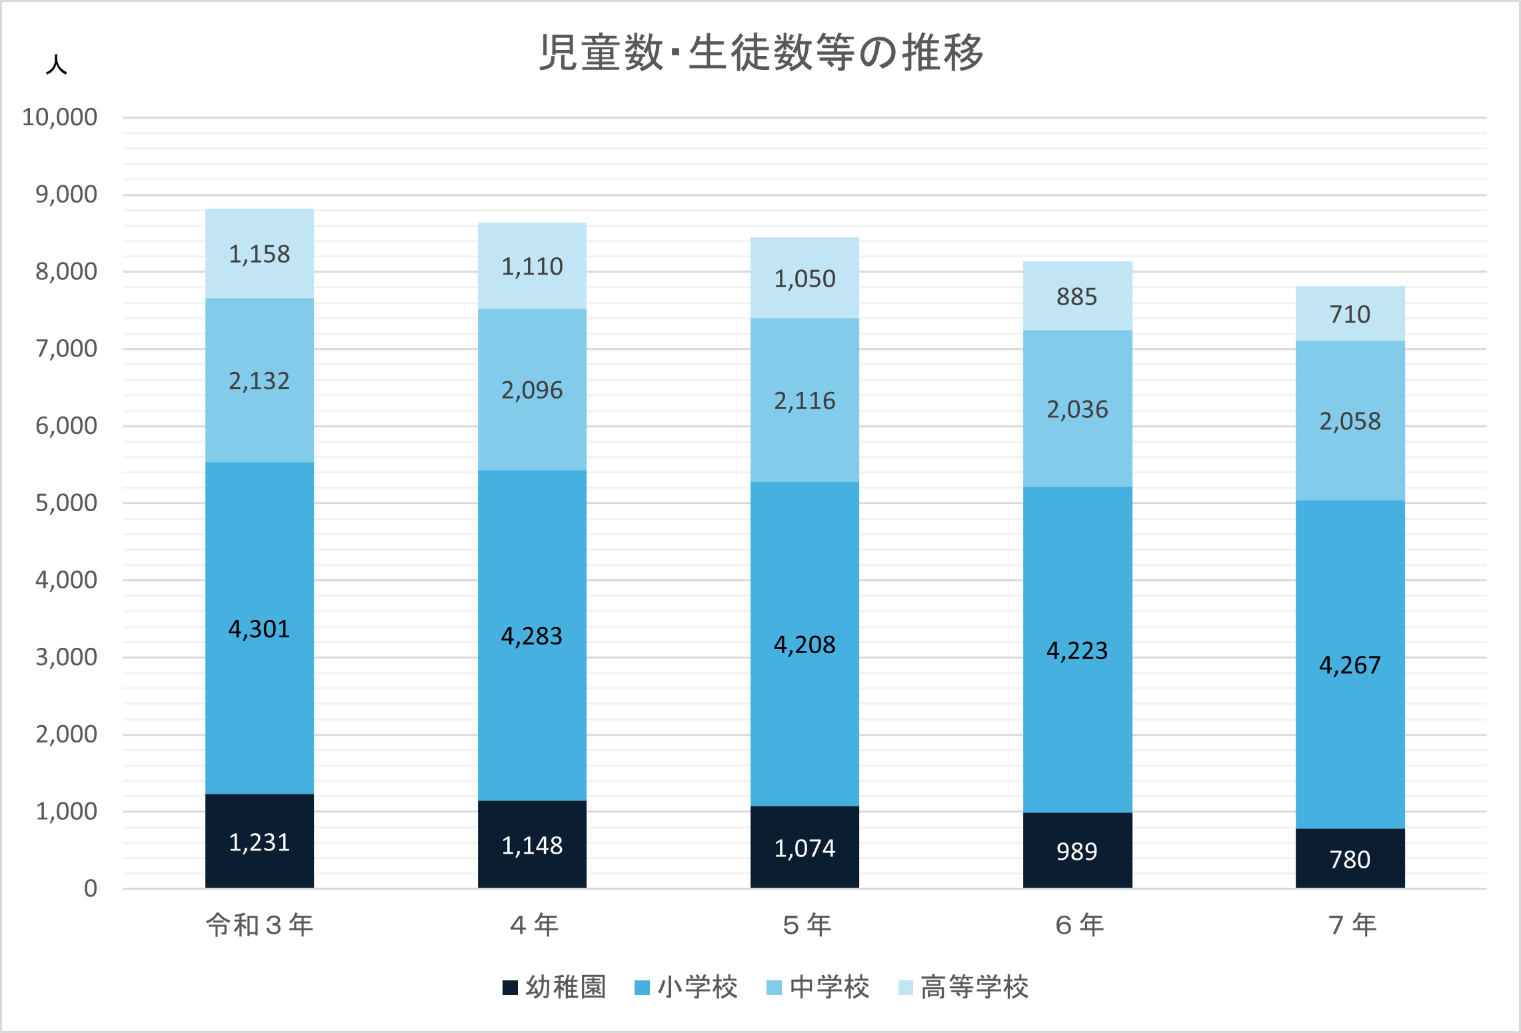 児童数・生徒数等の推移
人
10,000
9,000
8,000
7,000
6,000
5,000
4,000
3,000
2,000
1,000
0
1,158 1,110 1,050 885 710
2,132 2,096 2,116 2,036 2,058
4,301 4,283 4,208 4,223 4,267
1,231 1,148 1,074 989 780
令和３年 ４年 ５年 ６年 ７年
幼稚園 小学校 中学校 高等学校